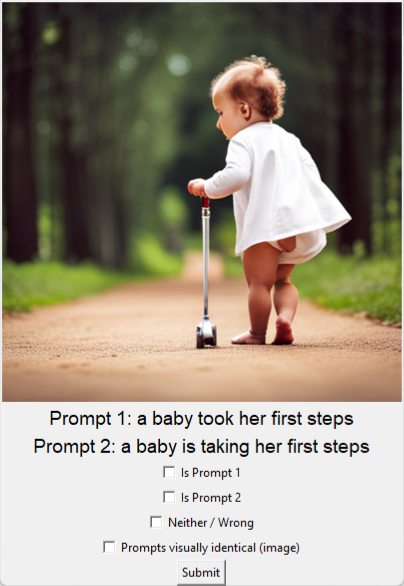 Prompt 1: a baby took her first steps
Prompt 2: a baby is taking her first steps
Is Prompt 1
Is Prompt 2
Neither / Wrong
Prompts visually identical (image)
Submit